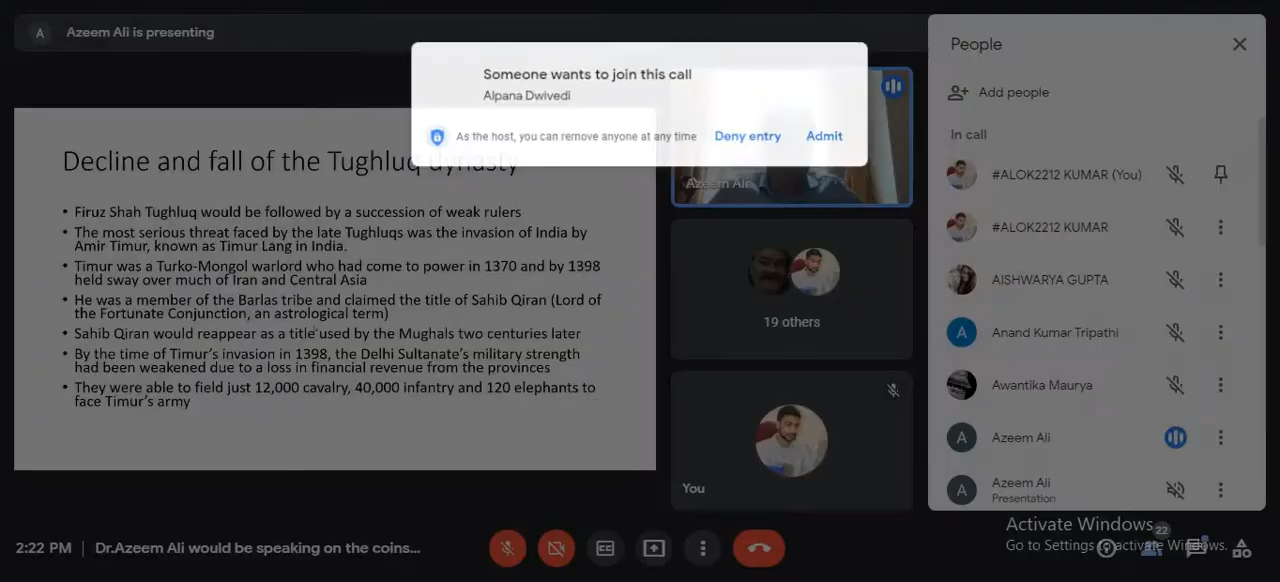 A Azeem Ali is presenting
Someone wants to join this call
Alpana Dwivedi
As the host, you can remove anyone at any time Deny entry Admit
Decline and fall of the Tughluq dynasty
• Firuz Shah Tughluq would be followed by a succession of weak rulers
• The most serious threat faced by the late Tughluqs was the invasion of India by
Amir Timur, known as Timur Lang in India.
• Timur was a Turko-Mongol warlord who had come to power in 1370 and by 1398
held sway over much of Iran and Central Asia
• He was a member of the Barlas tribe and claimed the title of Sahib Qiran (Lord of
the Fortunate Conjunction, an astrological term)
• Sahib Qiran would reappear as a title used by the Mughals two centuries later
• By the time of Timur's invasion in 1398, the Delhi Sultanate's military strength
had been weakened due to a loss in financial revenue from the provinces
• They were able to field just 12,000 cavalry, 40,000 infantry and 120 elephants to
face Timur's army
Azeem Ali
19 others
You
People
Add people
In call
#ALOK2212 KUMAR (You)
#ALOK2212 KUMAR
AISHWARYA GUPTA
A Anand Kumar Tripathi
Awantika Maurya
A Azeem Ali
A Azeem Ali
Presentation
Activate Windows
Go to Settings to activate Windows.
22
2:22 PM | Dr.Azeem Ali would be speaking on the coins...